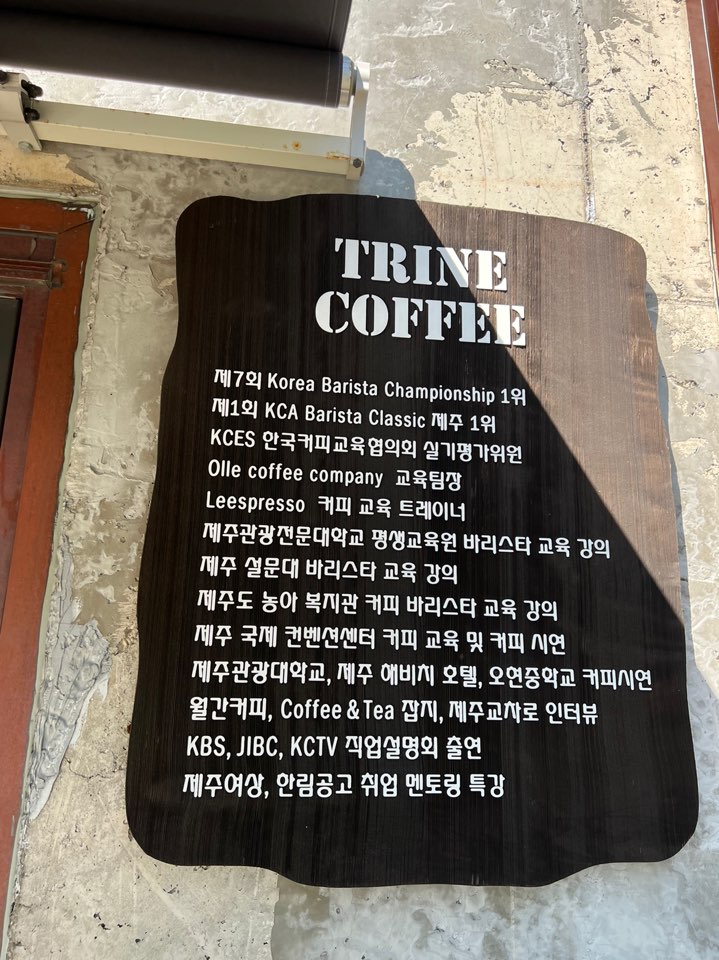 TRINE
COFFEE
제7회 Korea Barista Championship 1위
제1회 KCA Barista Classic 제주 1위
KCES 한국커피교육협의회 실기평가위원
Olle coffee company 교육팀장
Leespresso 커피 교육 트레이너
제주관광전문대학교 평생교육원 바리스타 교육 강의
제주 설문대 바리스타 교육 강의
제주도 농아 복지관 커피 바리스타 교육 강의
제주 국제 컨벤션센터 커피 교육 및 커피 시연
제주관광대학교, 제주 해비치 호텔, 오현중학교 커피시연
월간커피, Coffee & Tea 잡지, 제주교차로 인터뷰
KBS, JIBC, KCTV 직업설명회 출연
제주여상, 한림공고 취업 멘토링 특강